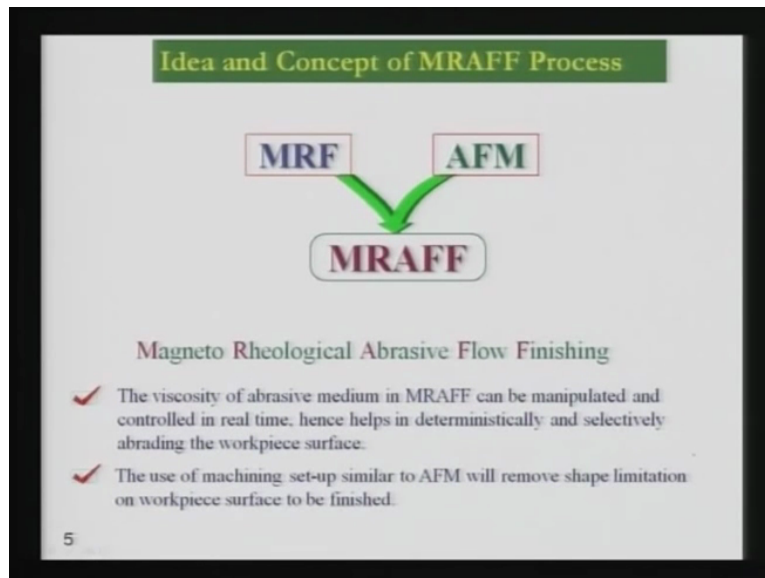 Idea and Concept of MRAFF Process
MRF
AFM
MRAFF
Magneto Rheological Abrasive Flow Finishing
The viscosity of abrasive medium in MRAFF can be manipulated and
controlled in real time, hence helps in deterministically and selectively
abrading the workpiece surface.
The use of machining set-up similar to AFM will remove shape limitation
on workpiece surface to be finished.
5